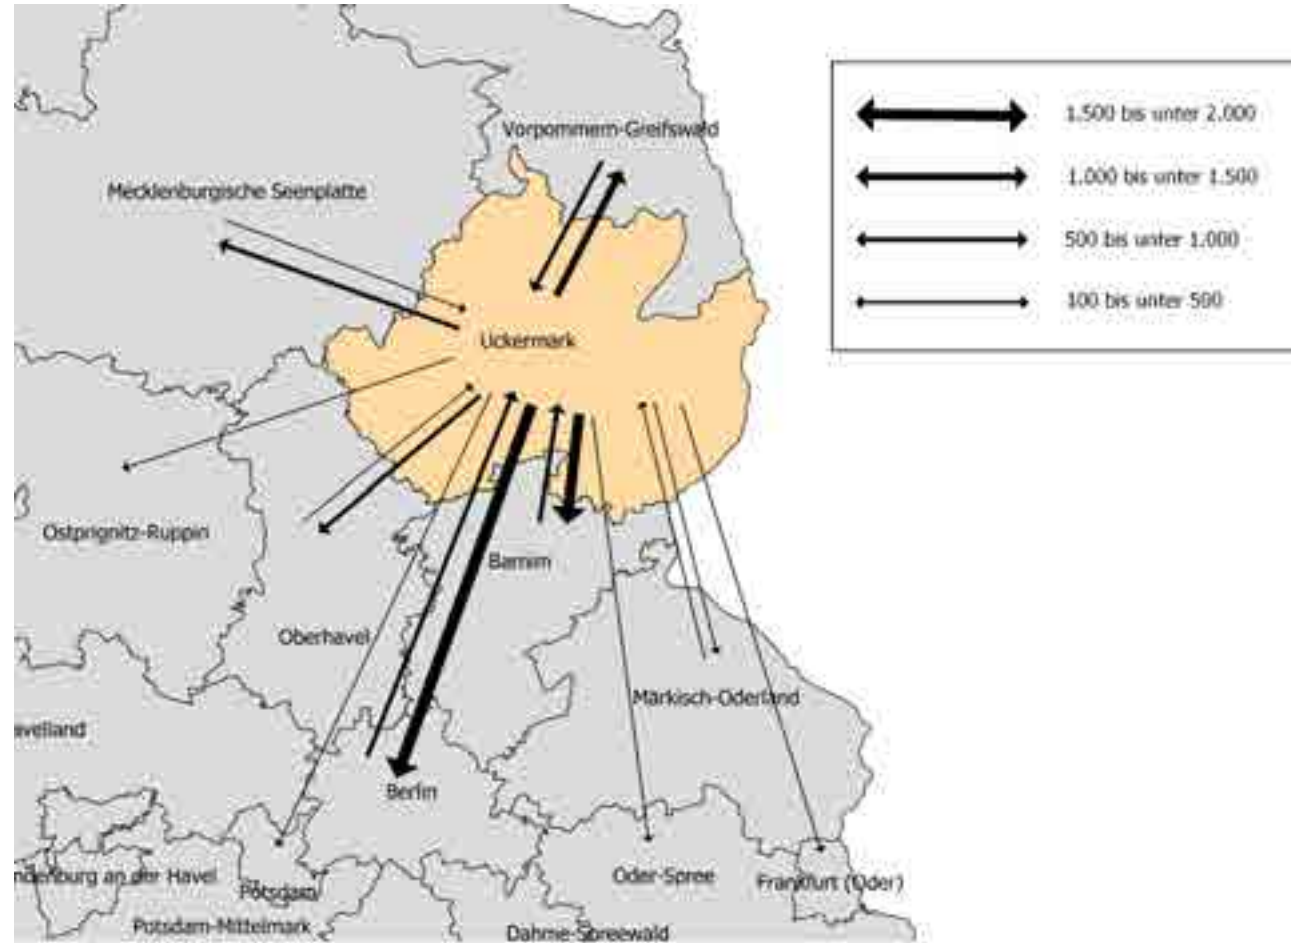 Vorpommern-Greifswald
Mecklenburgische Seenplatte
Uckermark
Ostprignitz-Ruppin
Barnim
Oberhavel
Märkisch-Oderland
avelland
Berlin
ndenburg an der Havel
Potsdam
Oder-Spree
Frankfurt (Oder)
Potsdam-Mittelmark
Dahme-Spreewald
1.500 bis unter 2.000
1.000 bis unter 1.500
500 bis unter 1.000
100 bis unter 500